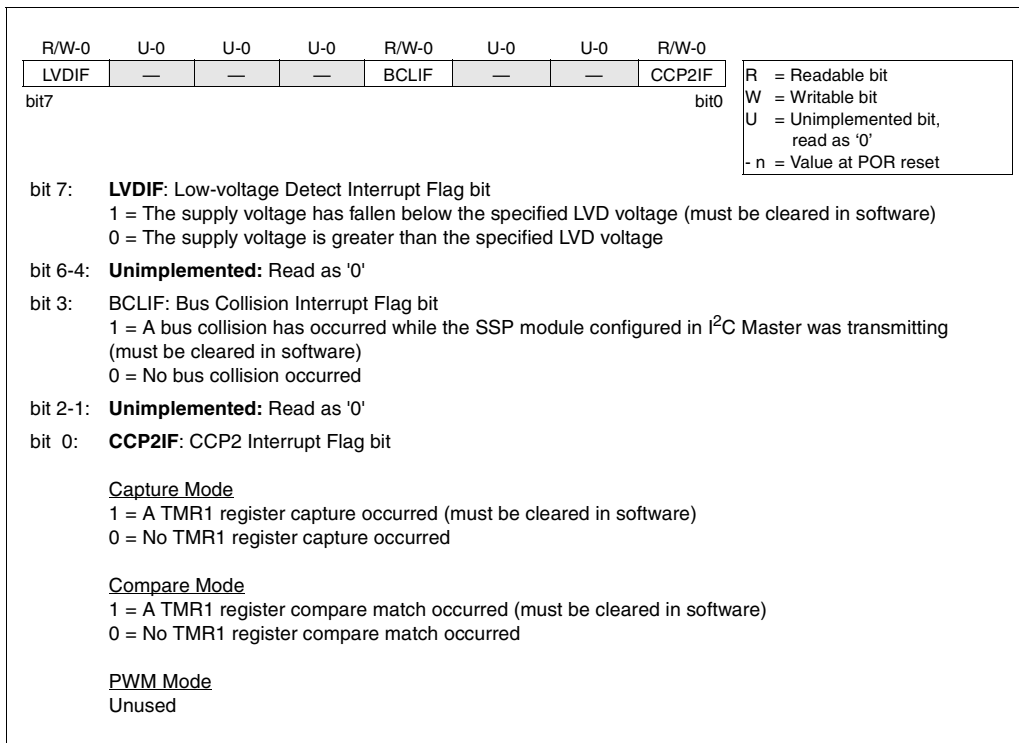 R/W-0 U-0 U-0 U-0 R/W-0 U-0 U-0 R/W-0
LVDIF — — — BCLIF — — CCP2IF
bit7 bit0
R = Readable bit
W = Writable bit
U = Unimplemented bit,
read as ‘0’
- n = Value at POR reset
bit 7: LVDIF: Low-voltage Detect Interrupt Flag bit
1 = The supply voltage has fallen below the specified LVD voltage (must be cleared in software)
0 = The supply voltage is greater than the specified LVD voltage
bit 6-4: Unimplemented: Read as '0'
bit 3: BCLIF: Bus Collision Interrupt Flag bit
1 = A bus collision has occurred while the SSP module configured in I²C Master was transmitting
(must be cleared in software)
0 = No bus collision occurred
bit 2-1: Unimplemented: Read as '0'
bit 0: CCP2IF: CCP2 Interrupt Flag bit
Capture Mode
1 = A TMR1 register capture occurred (must be cleared in software)
0 = No TMR1 register capture occurred
Compare Mode
1 = A TMR1 register compare match occurred (must be cleared in software)
0 = No TMR1 register compare match occurred
PWM Mode
Unused